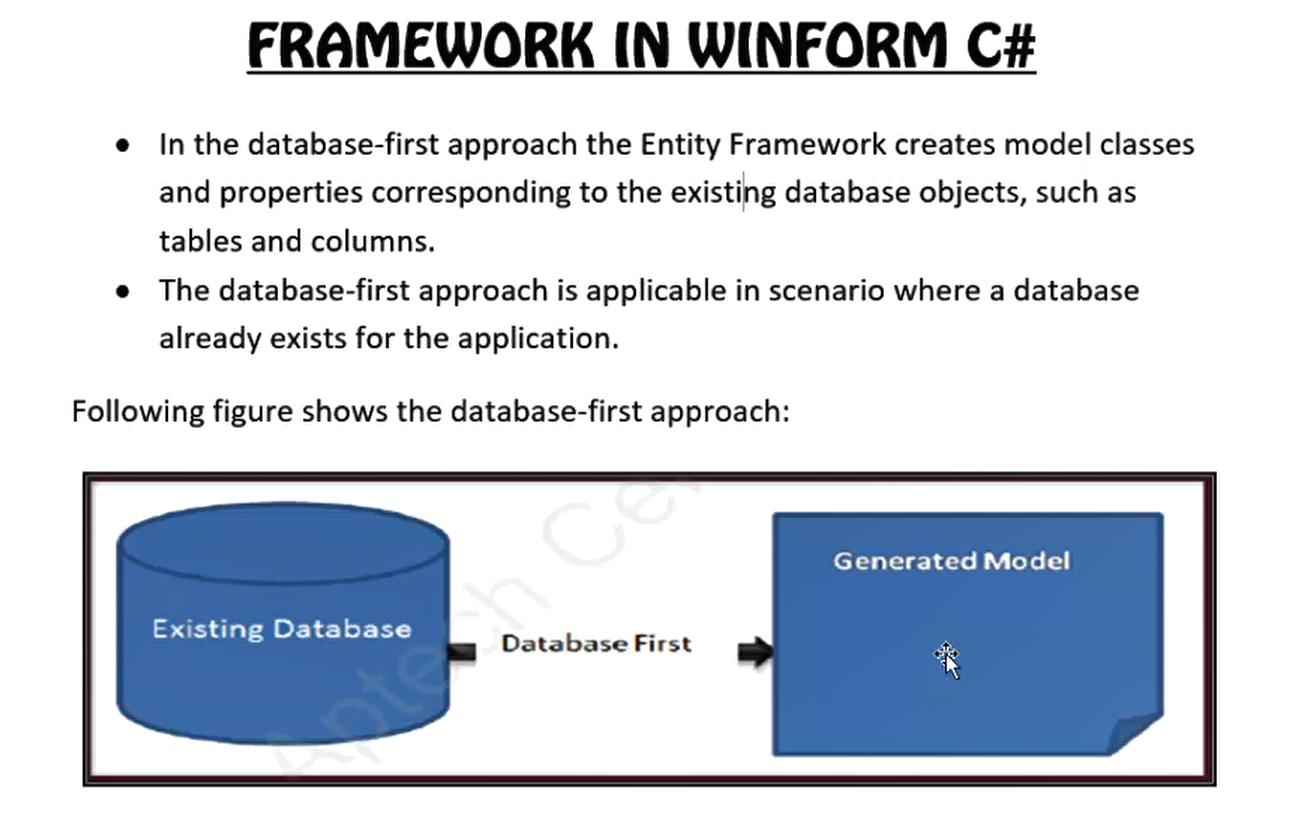 FRAMEWORK IN WINFORM C#
• In the database-first approach the Entity Framework creates model classes
and properties corresponding to the existing database objects, such as
tables and columns.
• The database-first approach is applicable in scenario where a database
already exists for the application.
Following figure shows the database-first approach:
Existing Database
Database First
Generated Model
Aptech